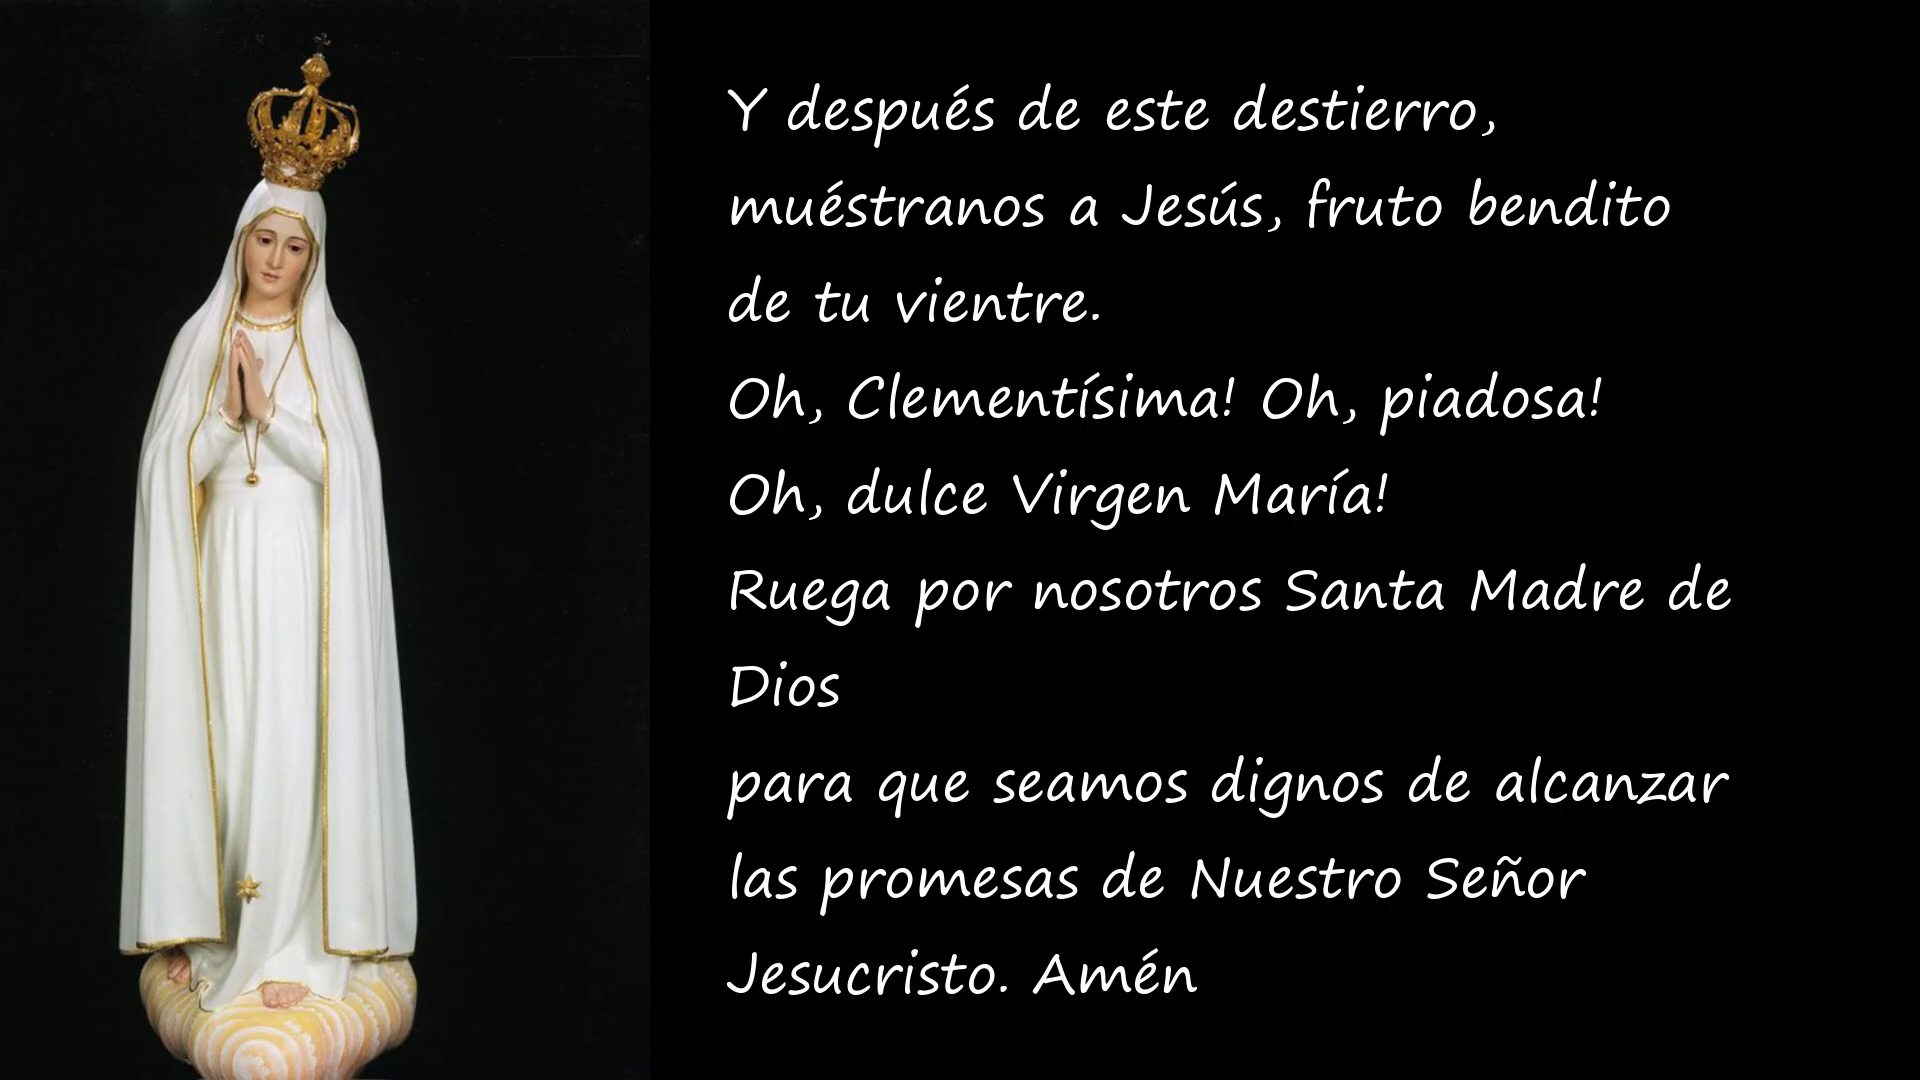 Y después de este destierro,
muéstranos a Jesús, fruto bendito
de tu vientre.
Oh, Clementísima! Oh, piadosa!
Oh, dulce Virgen María!
Ruega por nosotros Santa Madre de
Dios
para que seamos dignos de alcanzar
las promesas de Nuestro Señor
Jesucristo. Amén